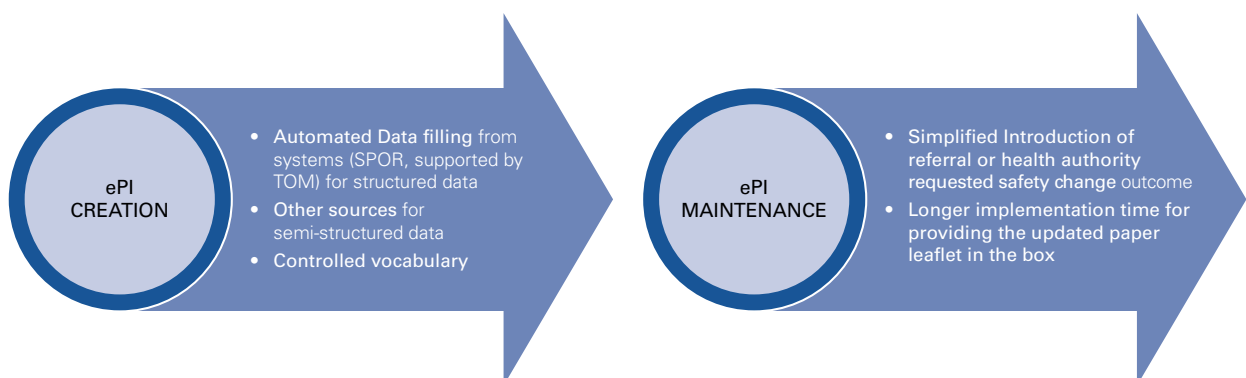 ePI
CREATION
• Automated Data filling from
systems (SPOR, supported by
TOM) for structured data
• Other sources for
semi-structured data
• Controlled vocabulary
ePI
MAINTENANCE
• Simplified Introduction of
referral or health authority
requested safety change outcome
• Longer implementation time for
providing the updated paper
leaflet in the box